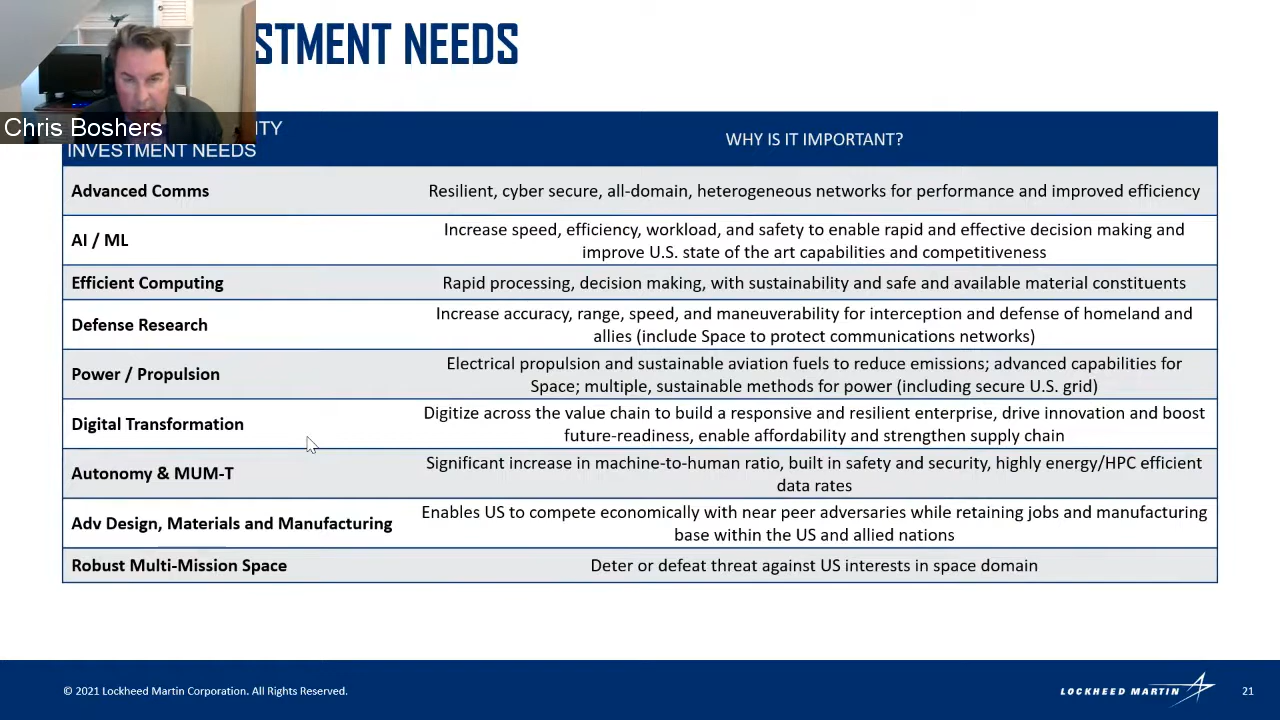 STMENT NEEDS
Chris Boshers
ITY
INVESTMENT NEEDS
WHY IS IT IMPORTANT?
Advanced Comms
Resilient, cyber secure, all-domain, heterogeneous networks for performance and improved efficiency
AI / ML
Increase speed, efficiency, workload, and safety to enable rapid and effective decision making and
improve U.S. state of the art capabilities and competitiveness
Efficient Computing
Rapid processing, decision making, with sustainability and safe and available material constituents
Defense Research
Increase accuracy, range, speed, and maneuverability for interception and defense of homeland and
allies (include Space to protect communications networks)
Power / Propulsion
Electrical propulsion and sustainable aviation fuels to reduce emissions; advanced capabilities for
Space; multiple, sustainable methods for power (including secure U.S. grid)
Digital Transformation
Digitize across the value chain to build a responsive and resilient enterprise, drive innovation and boost
future-readiness, enable affordability and strengthen supply chain
Autonomy & MUM-T
Significant increase in machine-to-human ratio, built in safety and security, highly energy/HPC efficient
data rates
Adv Design, Materials and Manufacturing
Enables US to compete economically with near peer adversaries while retaining jobs and manufacturing
base within the US and allied nations
Robust Multi-Mission Space
Deter or defeat threat against US interests in space domain
© 2021 Lockheed Martin Corporation. All Rights Reserved.
LOCKHEED MARTIN
21